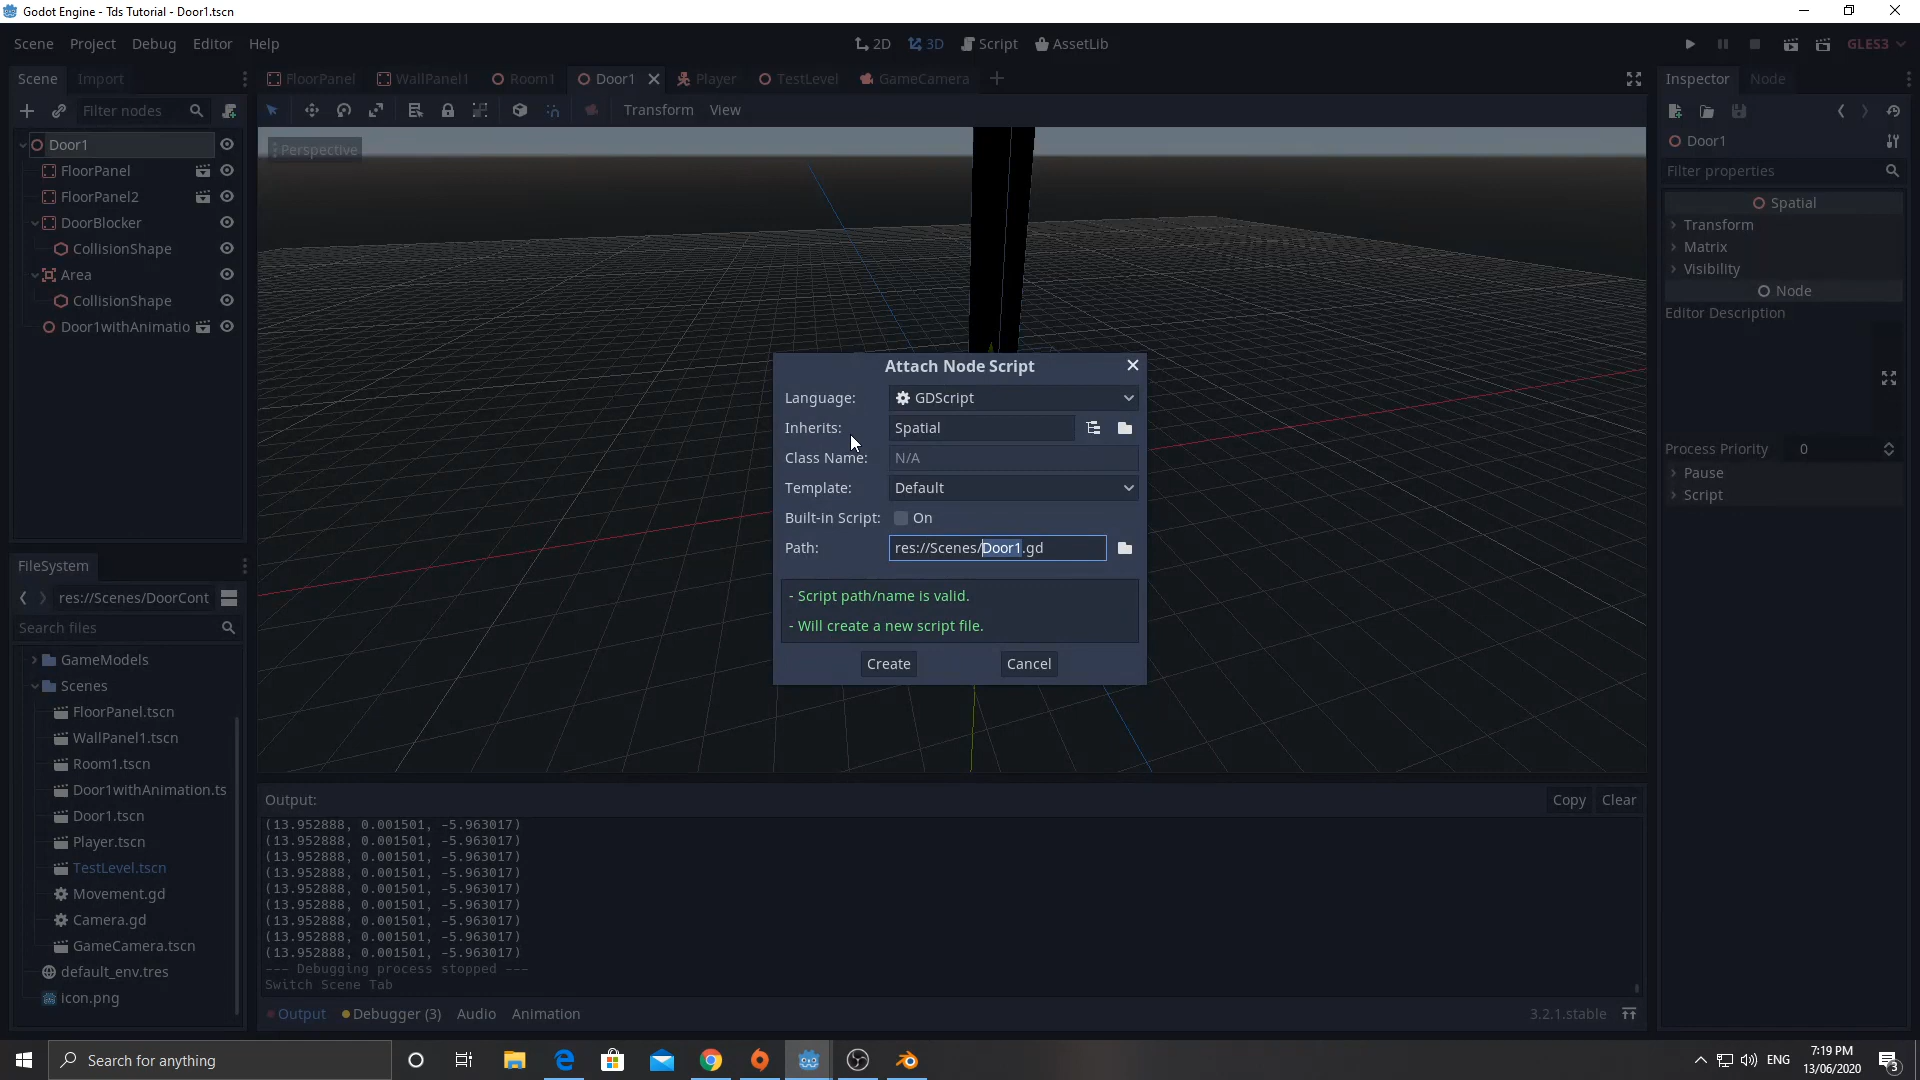 Godot Engine - Tds Tutorial - Door1.tscn
Scene Project Debug Editor Help
2D 3D Script AssetLib
GLES3
Scene Import
FloorPanel WallPanel1 Room1 Door1 Player TestLevel GameCamera
Inspector Node
Filter nodes
Transform View
Perspective
Door1
FloorPanel
FloorPanel2
DoorBlocker
CollisionShape
Area
CollisionShape
Door1withAnimatio
Door1
Filter properties
Spatial
Transform
Matrix
Visibility
Node
Editor Description
Process Priority 0
Pause
Script
Attach Node Script
Language: GDScript
Inherits: Spatial
Class Name: N/A
Template: Default
Built-in Script: On
Path: res://Scenes/Door1.gd
- Script path/name is valid.
- Will create a new script file.
Create Cancel
FileSystem
res://Scenes/DoorCont
Search files
GameModels
Scenes
FloorPanel.tscn
WallPanel1.tscn
Room1.tscn
Door1withAnimation.ts
Door1.tscn
Player.tscn
TestLevel.tscn
Movement.gd
Camera.gd
GameCamera.tscn
default_env.tres
icon.png
Output:
Copy Clear
(13.952888, 0.001501, -5.963017)
(13.952888, 0.001501, -5.963017)
(13.952888, 0.001501, -5.963017)
(13.952888, 0.001501, -5.963017)
(13.952888, 0.001501, -5.963017)
(13.952888, 0.001501, -5.963017)
(13.952888, 0.001501, -5.963017)
(13.952888, 0.001501, -5.963017)
(13.952888, 0.001501, -5.963017)
--- Debugging process stopped ---
Switch Scene Tab
Output Debugger (3) Audio Animation
3.2.1.stable
Search for anything
ENG
7:19 PM
13/06/2020
3